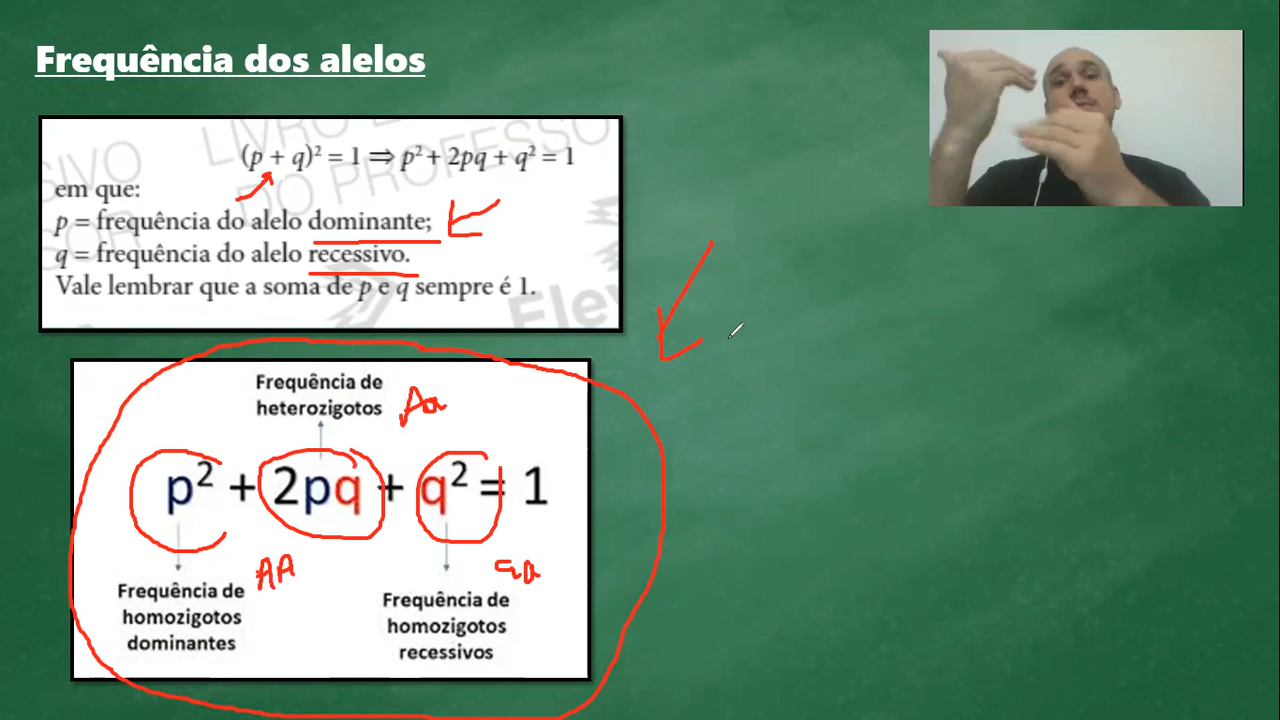 Frequência dos alelos
(p + q)² = 1 ⇒ p² + 2pq + q² = 1
em que:
p = frequência do alelo dominante;
q = frequência do alelo recessivo.
Vale lembrar que a soma de p e q sempre é 1.
Frequência de
heterozigotos
Aa
p² + 2pq + q² = 1
AA
aa
Frequência de
homozigotos
dominantes
Frequência de
homozigotos
recessivos